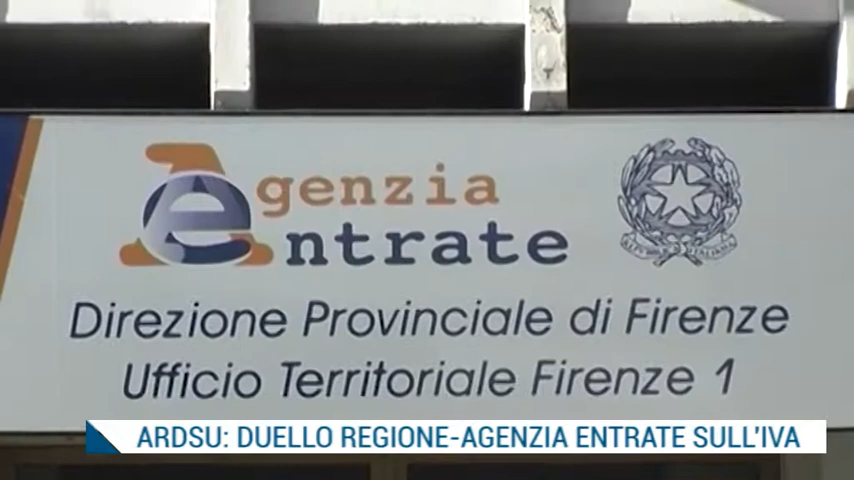 Agenzia
entrate
Direzione Provinciale di Firenze
Ufficio Territoriale Firenze 1
ARDSU: DUELLO REGIONE-AGENZIA ENTRATE SULL'IVA